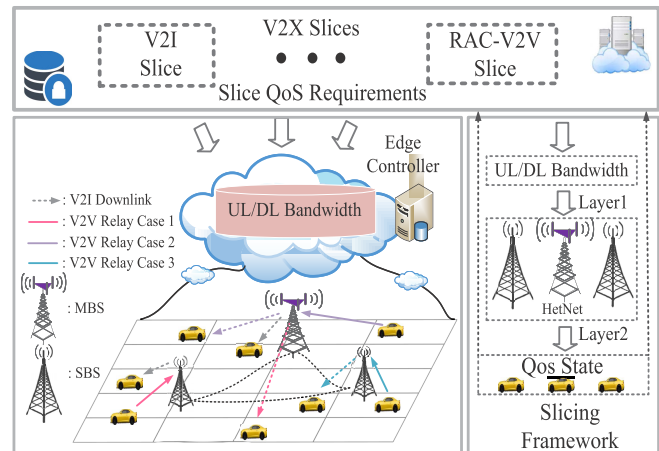 V2I
Slice
V2X Slices
RAC-V2V
Slice
Slice QoS Requirements
Edge
Controller
UL/DL Bandwidth
: V2I Downlink
: V2V Relay Case 1
: V2V Relay Case 2
: V2V Relay Case 3
: MBS
: SBS
UL/DL Bandwidth
Layer1
HetNet
Layer2
Qos State
Slicing
Framework